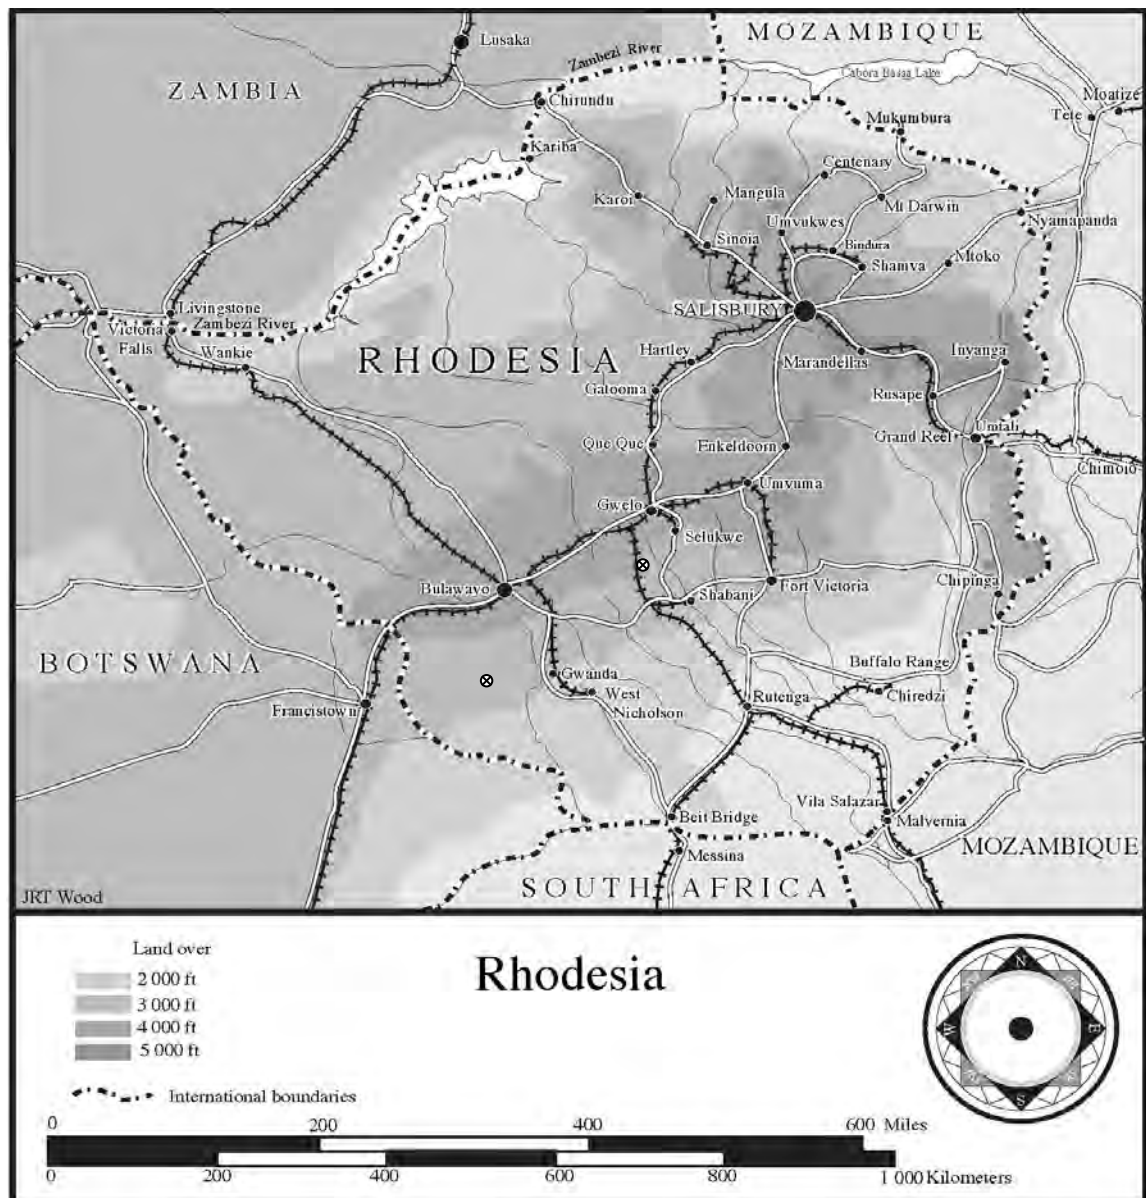 Lusaka
MOZAMBIQUE
Zambezi River
Cabora Bassa Lake
ZAMBIA
Chirundu
Moatize
Tete
Mukumbura
Kariba
Centenary
Karoi
Mangula
Mt Darwin
Umvukwes
Nyamapanda
Sinoia
Bindura
Mtoko
Shamva
Livingstone
SALISBURY
Zambezi River
Victoria
Falls
Wankie
RHODESIA
Hartley
Marandellas
Inyanga
Gatooma
Rusape
Umtali
Grand Reef
Que Que
Enkeldoorn
Chimoio
Umvuma
Gwelo
Selukwe
Bulawayo
Shabani
Fort Victoria
Chipinga
BOTSWANA
Buffalo Range
Gwanda
West
Nicholson
Rutenga
Chiredzi
Francistown
Vila Salazar
Beit Bridge
Malvernia
MOZAMBIQUE
Messina
SOUTH AFRICA
JRT Wood
Land over
2 000 ft
3 000 ft
4 000 ft
5 000 ft
Rhodesia
N
W
E
S
International boundaries
0 200 400 600 Miles
0 200 400 600 800 1 000 Kilometers